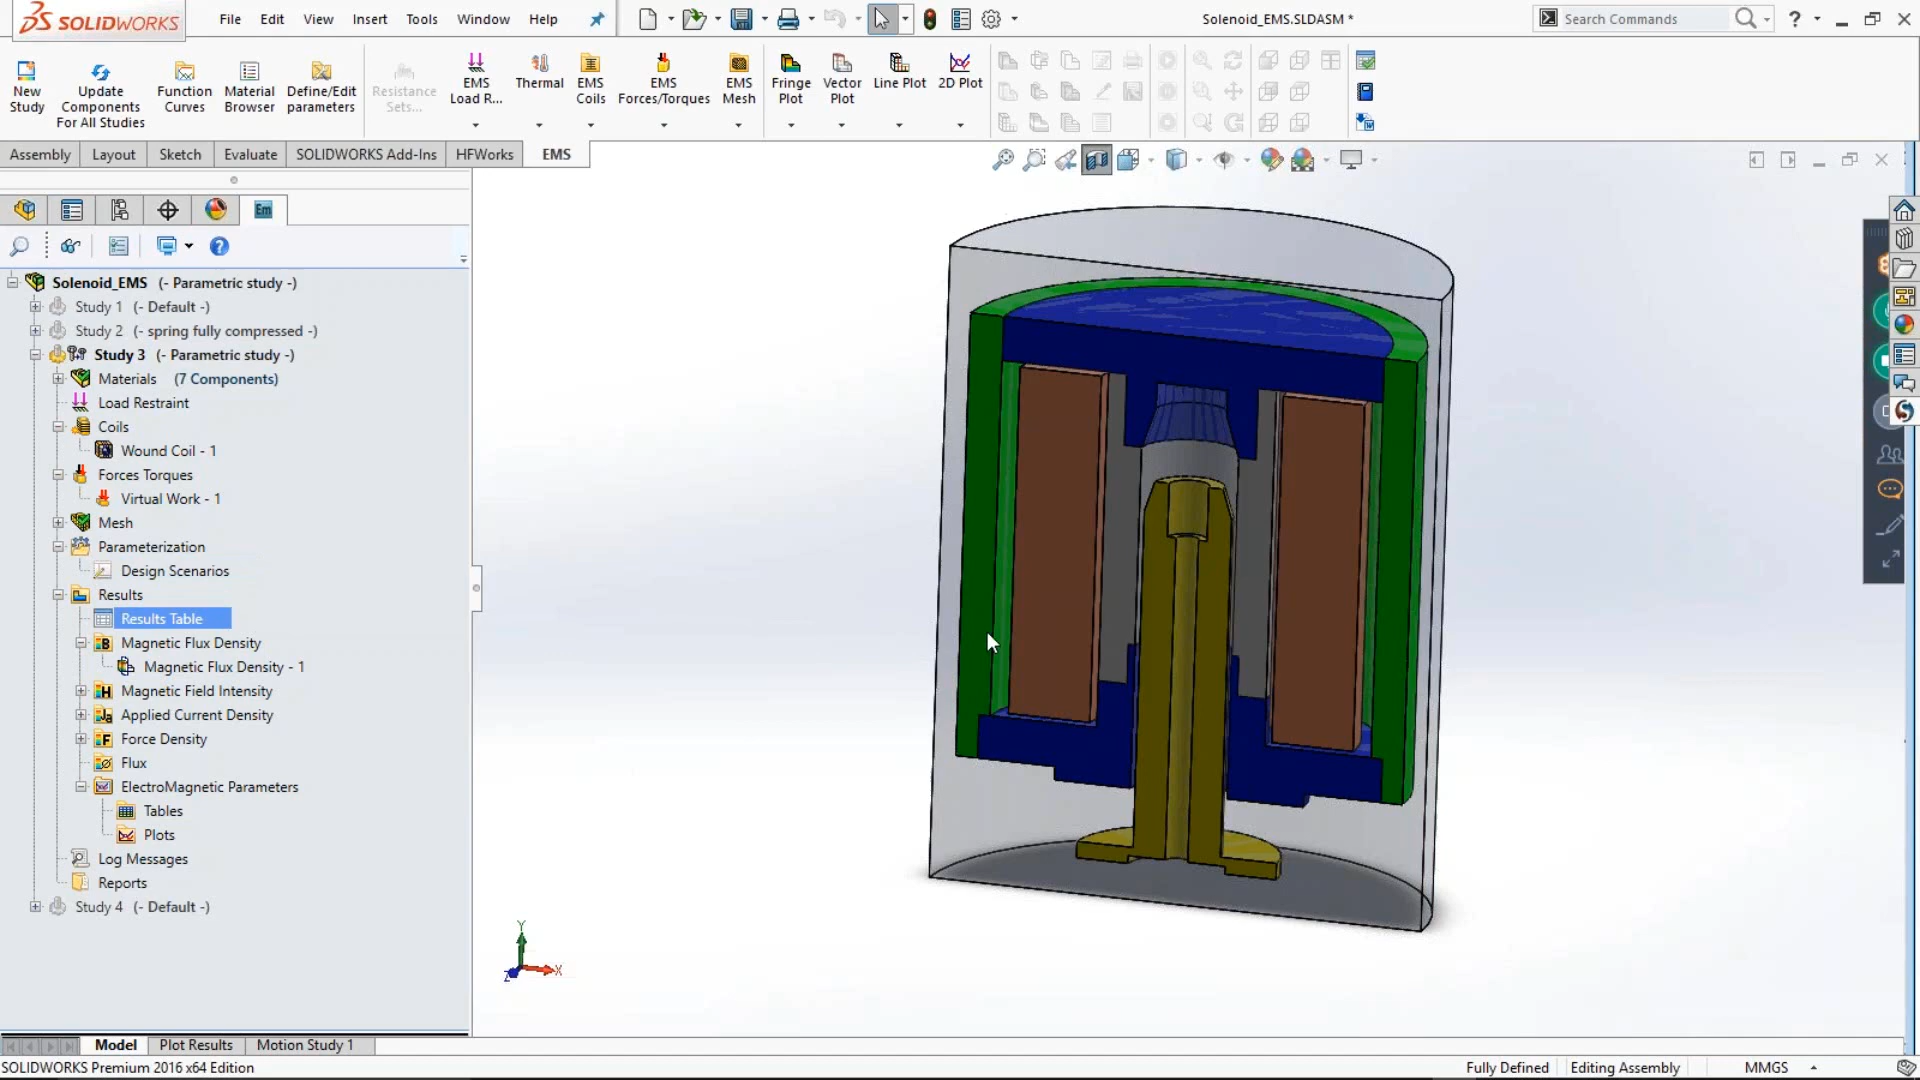 SOLIDWORKS
File Edit View Insert Tools Window Help
Solenoid_EMS.SLDASM *
Search Commands
?
New Study
Update Components For All Studies
Function Curves
Material Browser
Define/Edit parameters
Resistance Sets...
EMS Load R...
Thermal
EMS Coils
EMS Forces/Torques
EMS Mesh
Fringe Plot
Vector Plot
Line Plot
2D Plot
Assembly Layout Sketch Evaluate SOLIDWORKS Add-Ins HFWorks EMS
Em
Solenoid_EMS (- Parametric study -)
Study 1 (- Default -)
Study 2 (- spring fully compressed -)
Study 3 (- Parametric study -)
Materials (7 Components)
Load Restraint
Coils
Wound Coil - 1
Forces Torques
Virtual Work - 1
Mesh
Parameterization
Design Scenarios
Results
Results Table
Magnetic Flux Density
Magnetic Flux Density - 1
Magnetic Field Intensity
Applied Current Density
Force Density
Flux
ElectroMagnetic Parameters
Tables
Plots
Log Messages
Reports
Study 4 (- Default -)
Y
X
Z
Model Plot Results Motion Study 1
SOLIDWORKS Premium 2016 x64 Edition
Fully Defined Editing Assembly MMGS